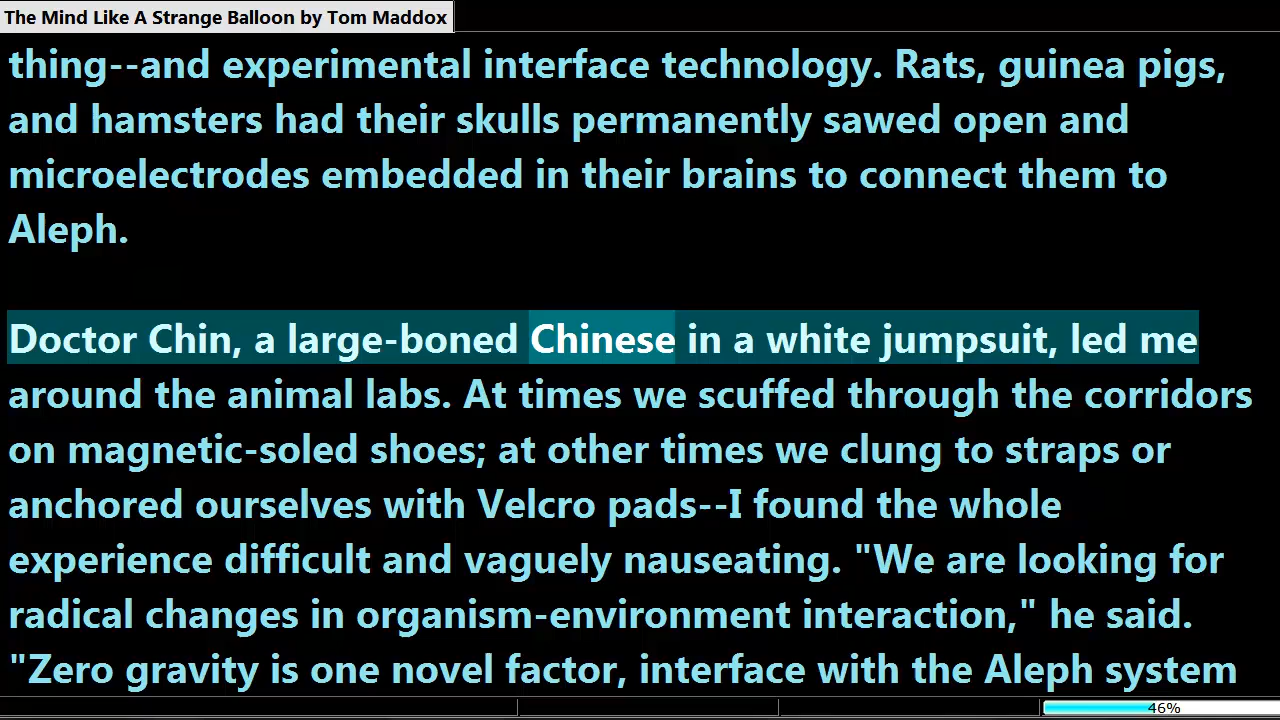 The Mind Like A Strange Balloon by Tom Maddox
thing--and experimental interface technology. Rats, guinea pigs,
and hamsters had their skulls permanently sawed open and
microelectrodes embedded in their brains to connect them to
Aleph.
Doctor Chin, a large-boned Chinese in a white jumpsuit, led me
around the animal labs. At times we scuffed through the corridors
on magnetic-soled shoes; at other times we clung to straps or
anchored ourselves with Velcro pads--I found the whole
experience difficult and vaguely nauseating. "We are looking for
radical changes in organism-environment interaction," he said.
"Zero gravity is one novel factor, interface with the Aleph system
46%